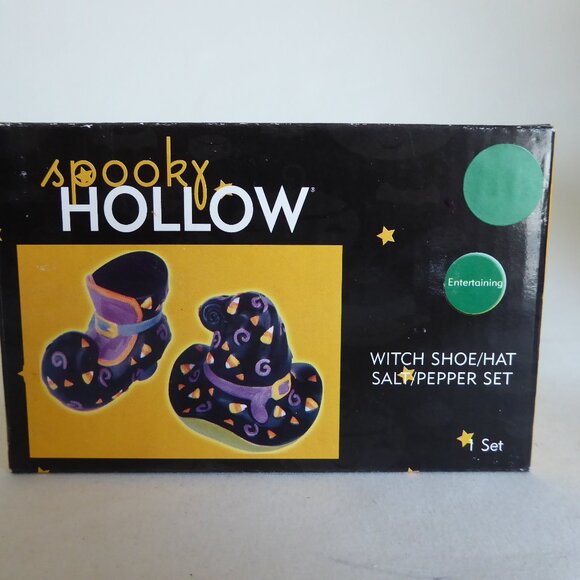 spooky
HOLLOW®
Entertaining
WITCH SHOE/HAT
SALT/PEPPER SET
1 Set